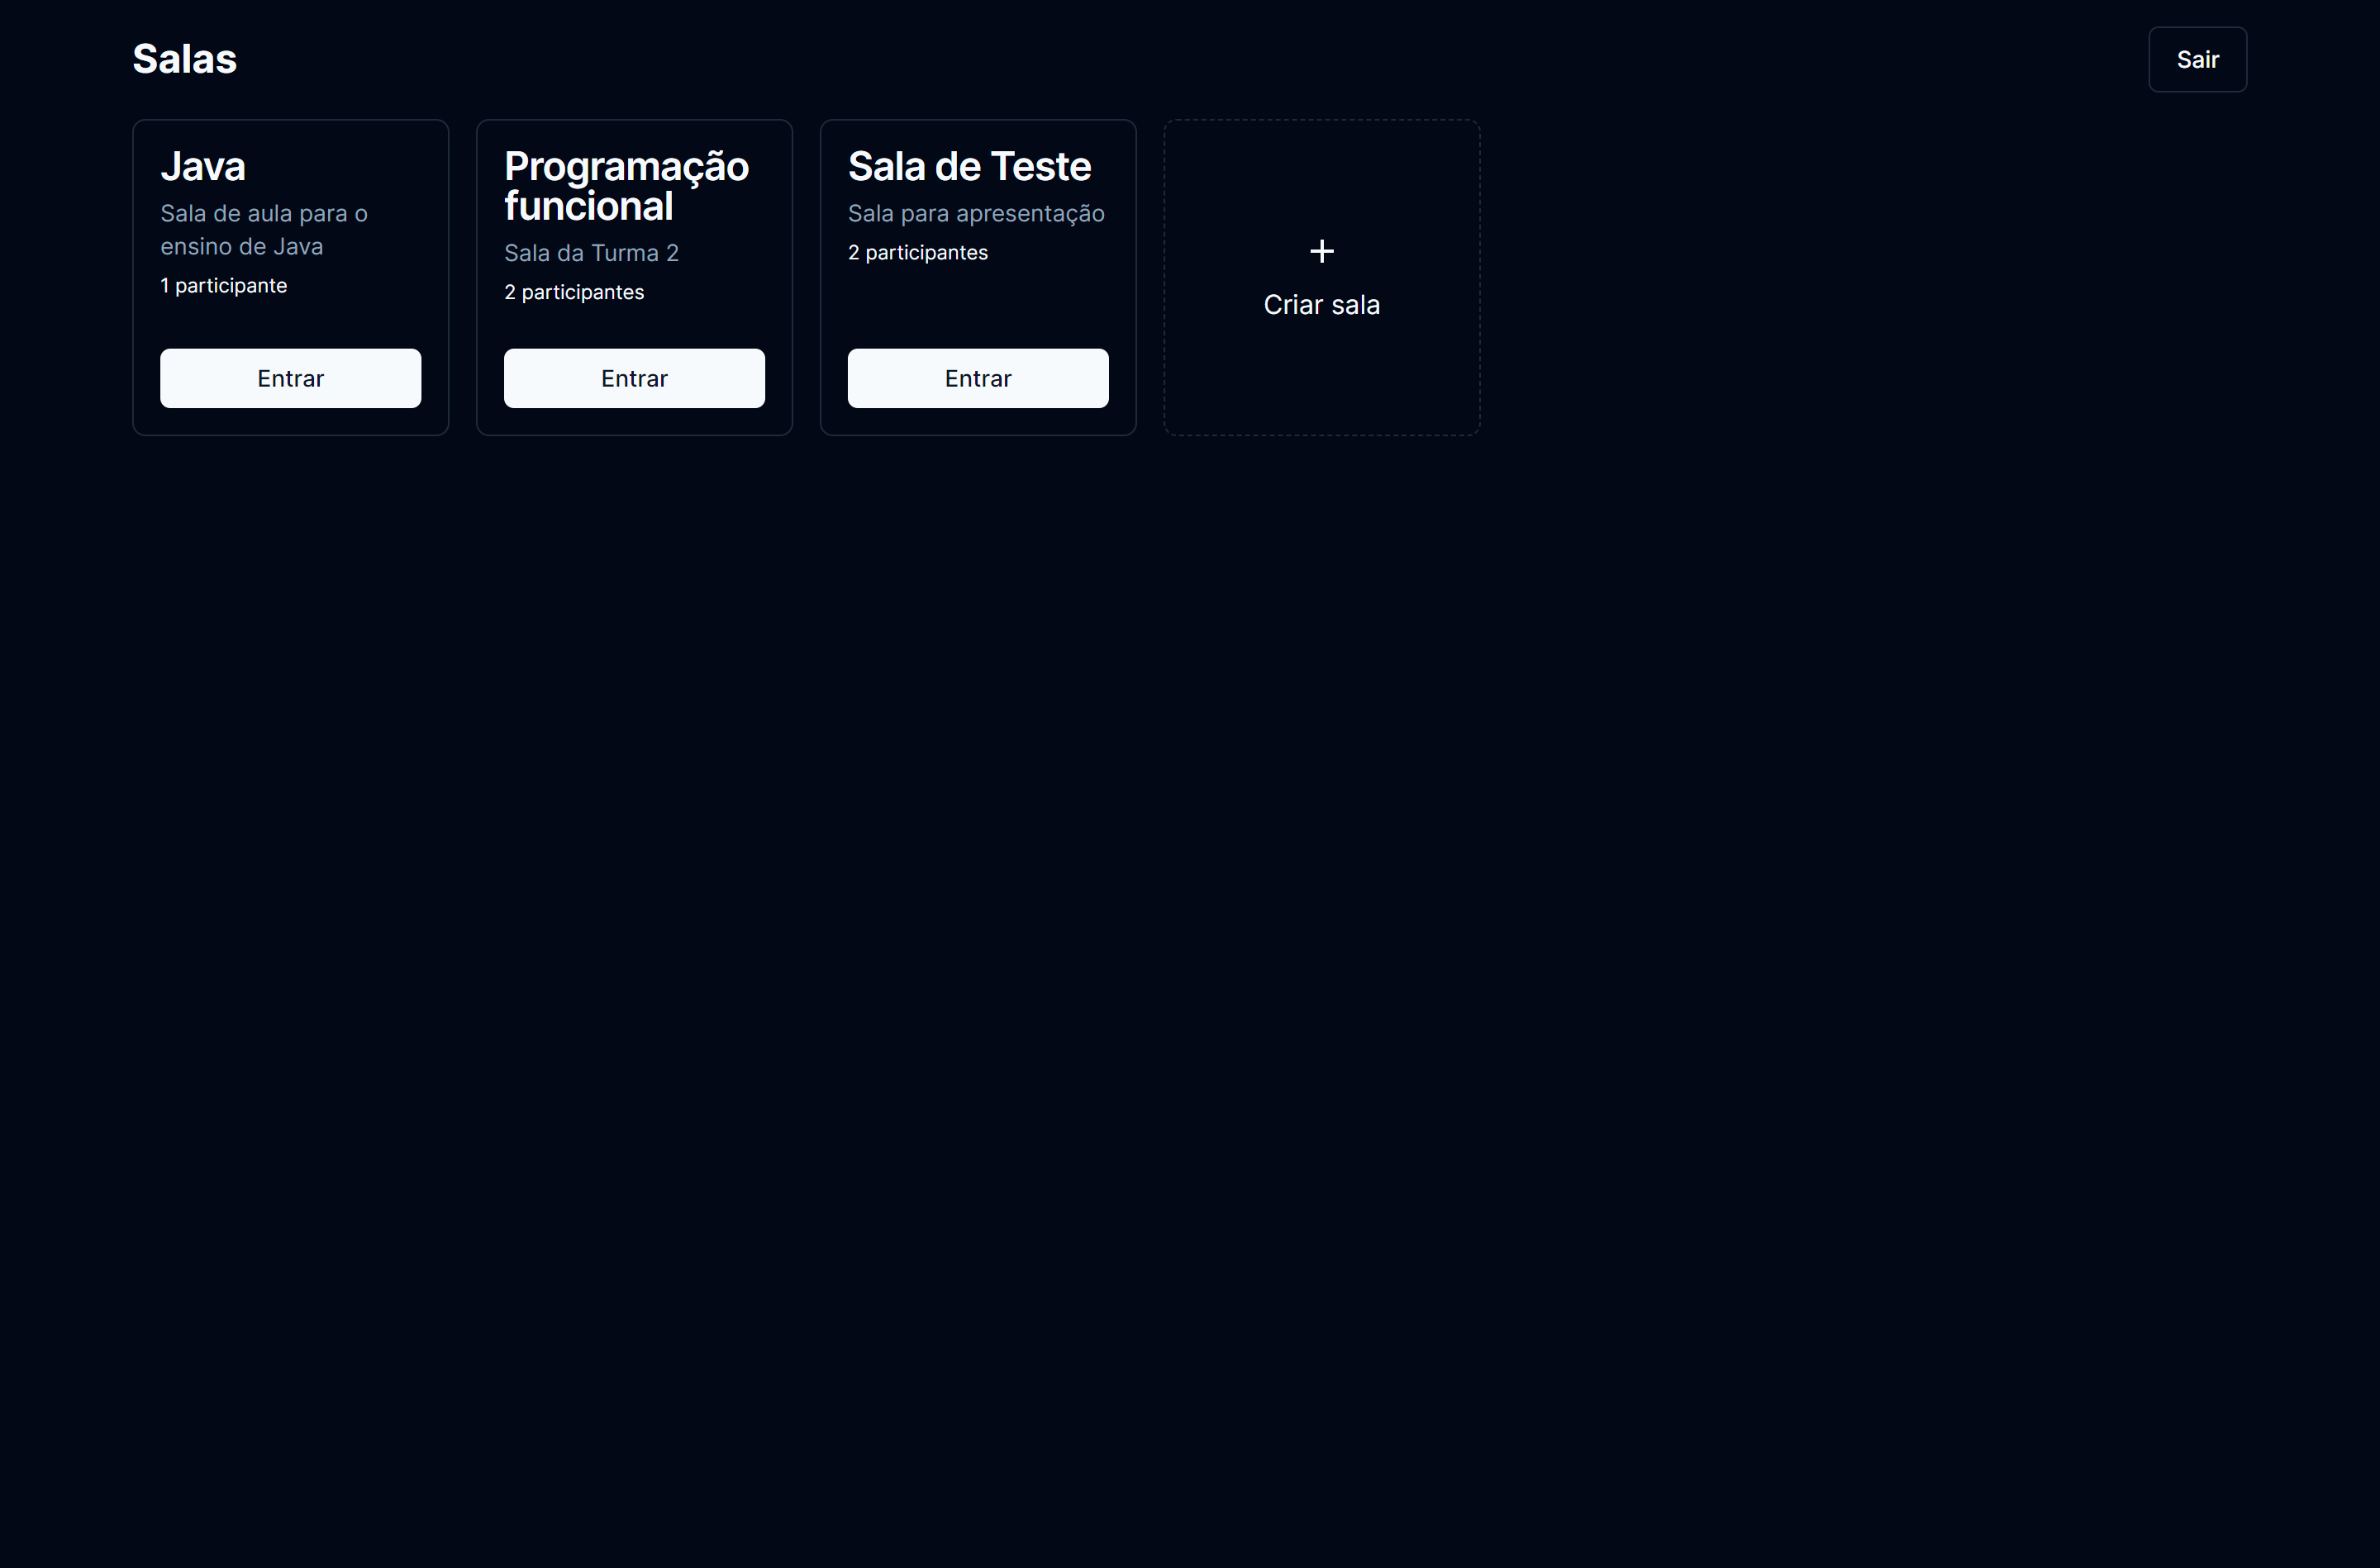 Salas
Sair
Java
Sala de aula para o
ensino de Java
1 participante
Entrar
Programação
funcional
Sala da Turma 2
2 participantes
Entrar
Sala de Teste
Sala para apresentação
2 participantes
Entrar
+
Criar sala